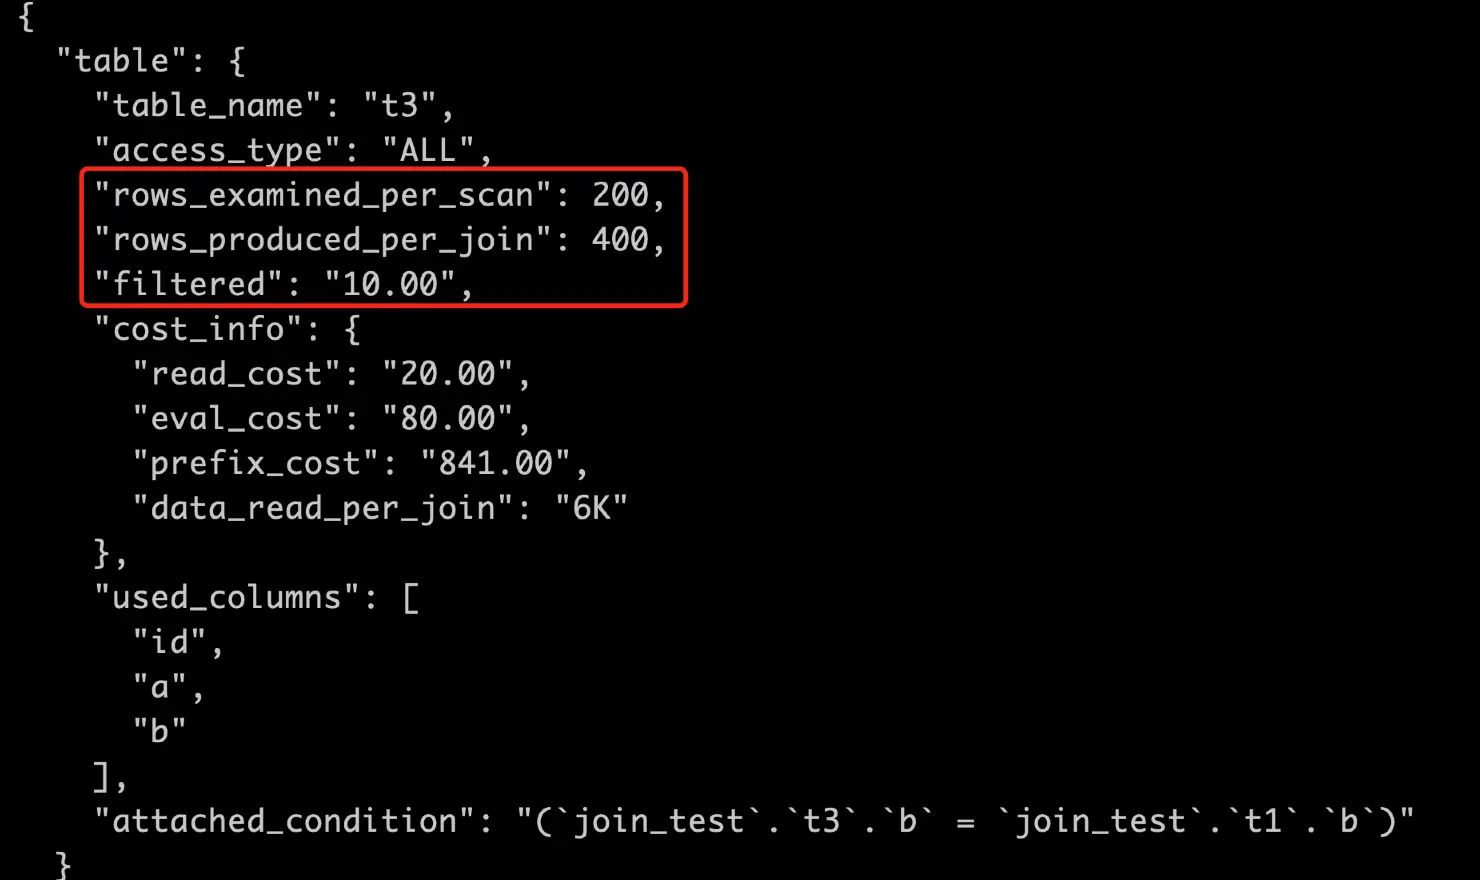 {
"table": {
"table_name": "t3",
"access_type": "ALL",
"rows_examined_per_scan": 200,
"rows_produced_per_join": 400,
"filtered": "10.00",
"cost_info": {
"read_cost": "20.00",
"eval_cost": "80.00",
"prefix_cost": "841.00",
"data_read_per_join": "6K"
},
"used_columns": [
"id",
"a",
"b"
],
"attached_condition": "(`join_test`.`t3`.`b` = `join_test`.`t1`.`b`)"
}